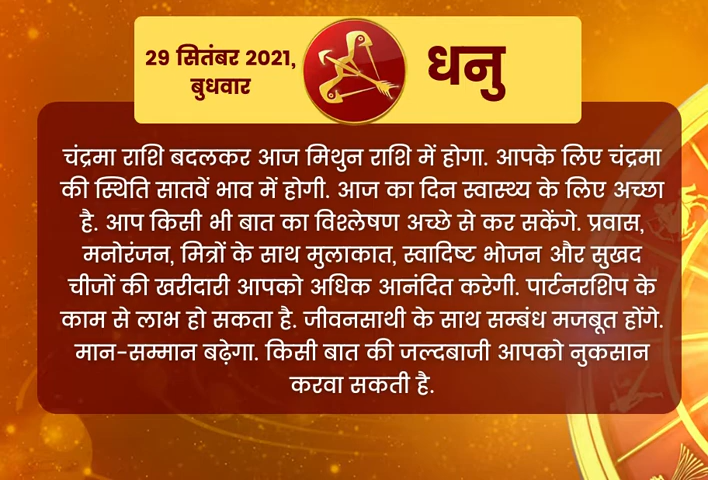 29 सितंबर 2021,
बुधवार
धनु
चंद्रमा राशि बदलकर आज मिथुन राशि में होगा. आपके लिए चंद्रमा
की स्थिति सातवें भाव में होगी. आज का दिन स्वास्थ्य के लिए अच्छा
है. आप किसी भी बात का विश्लेषण अच्छे से कर सकेंगे. प्रवास,
मनोरंजन, मित्रों के साथ मुलाकात, स्वादिष्ट भोजन और सुखद
चीजों की खरीदारी आपको अधिक आनंदित करेगी. पार्टनरशिप के
काम से लाभ हो सकता है. जीवनसाथी के साथ सम्बंध मजबूत होंगे.
मान-सम्मान बढ़ेगा. किसी बात की जल्दबाजी आपको नुकसान
करवा सकती है.